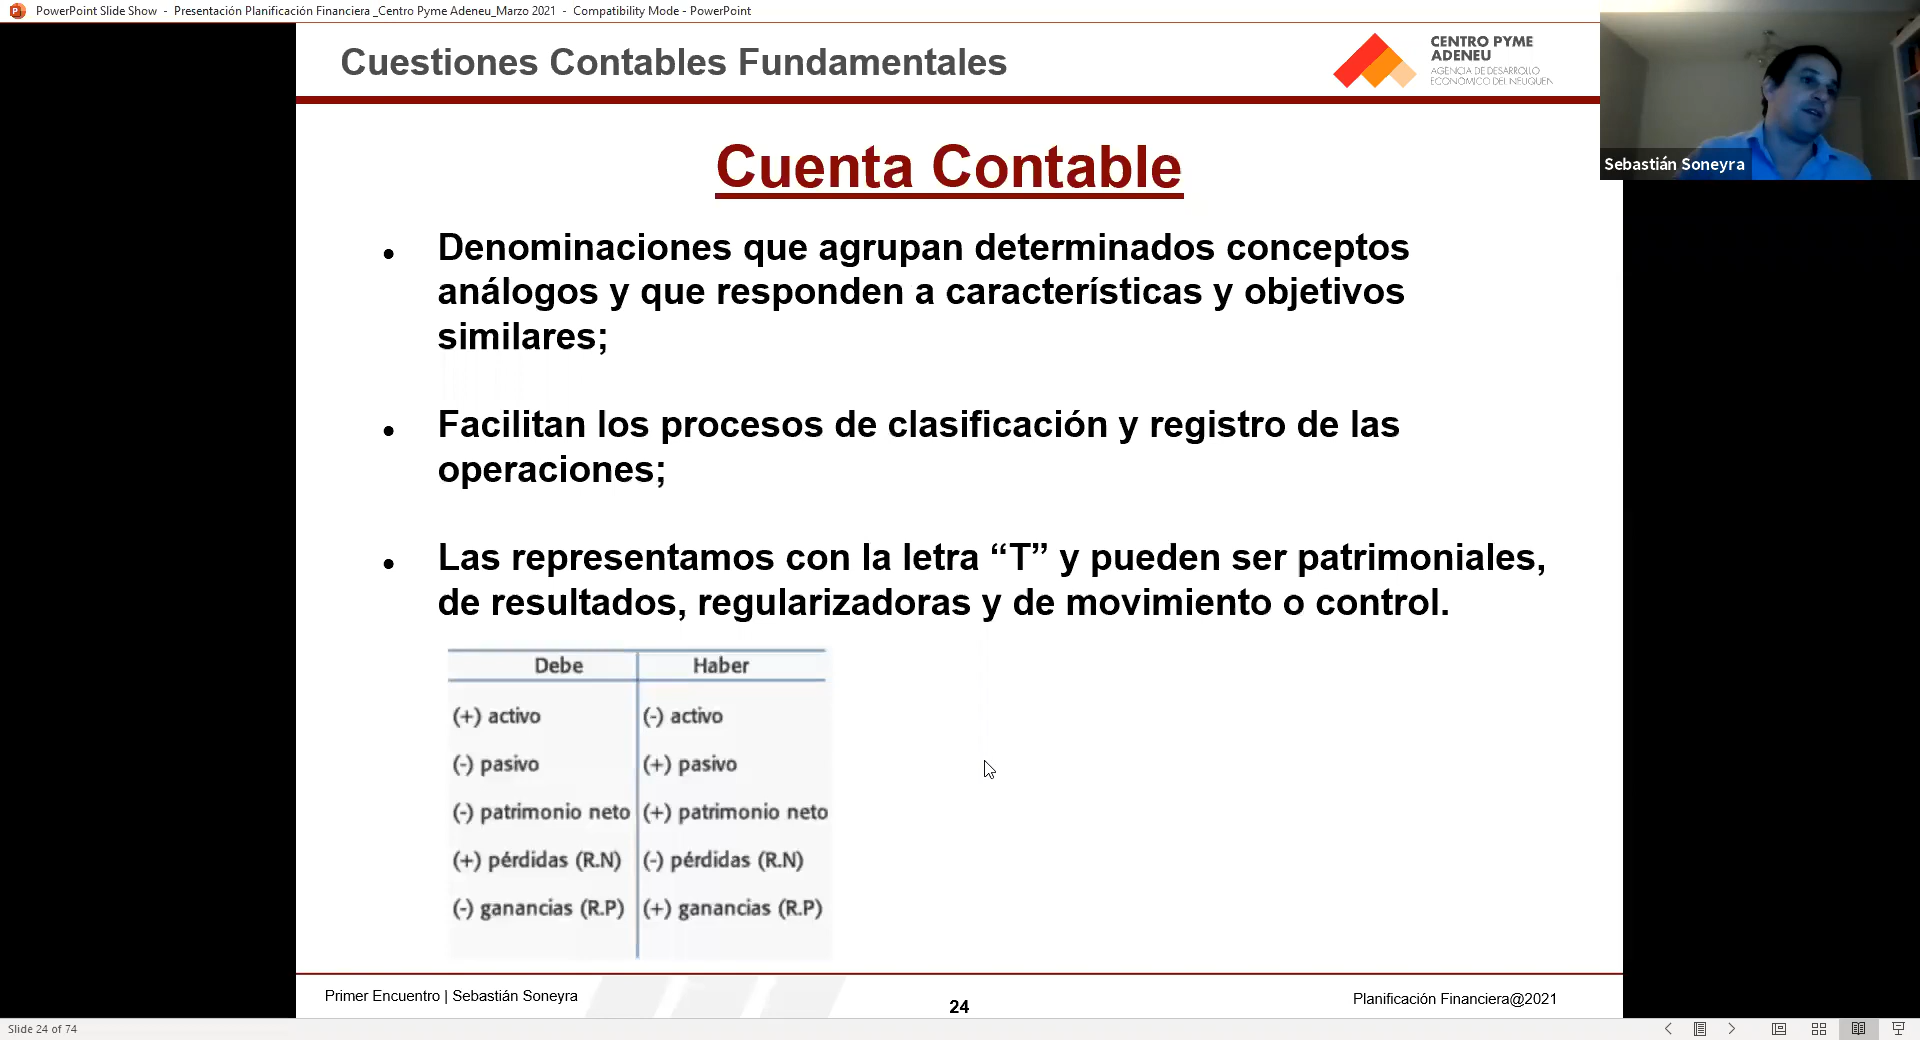 PowerPoint Slide Show - Presentación Planificación Financiera _Centro Pyme Adeneu_Marzo 2021 - Compatibility Mode - PowerPoint
Cuestiones Contables Fundamentales
CENTRO PYME
ADENEU
AGENCIA DE DESARROLLO
ECONOMICO DEL NEUQUEN
Sebastián Soneyra
Cuenta Contable
• Denominaciones que agrupan determinados conceptos
análogos y que responden a características y objetivos
similares;
• Facilitan los procesos de clasificación y registro de las
operaciones;
• Las representamos con la letra “T” y pueden ser patrimoniales,
de resultados, regularizadoras y de movimiento o control.
Debe Haber
(+) activo (-) activo
(-) pasivo (+) pasivo
(-) patrimonio neto (+) patrimonio neto
(+) pérdidas (R.N) (-) pérdidas (R.N)
(-) ganancias (R.P) (+) ganancias (R.P)
Primer Encuentro | Sebastián Soneyra
24
Planificación Financiera@2021
Slide 24 of 74